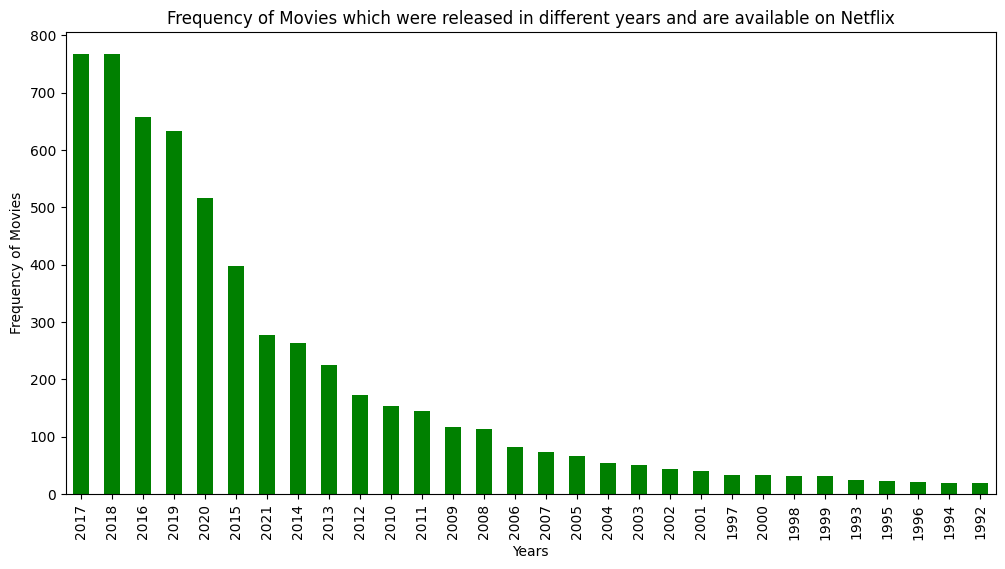 Frequency of Movies which were released in different years and are available on Netflix
800
700
600
500
400
300
200
100
0
Frequency of Movies
2017 2018 2016 2019 2020 2015 2021 2014 2013 2012 2010 2011 2009 2008 2006 2007 2005 2004 2003 2002 2001 1997 2000 1998 1999 1993 1995 1996 1994 1992
Years